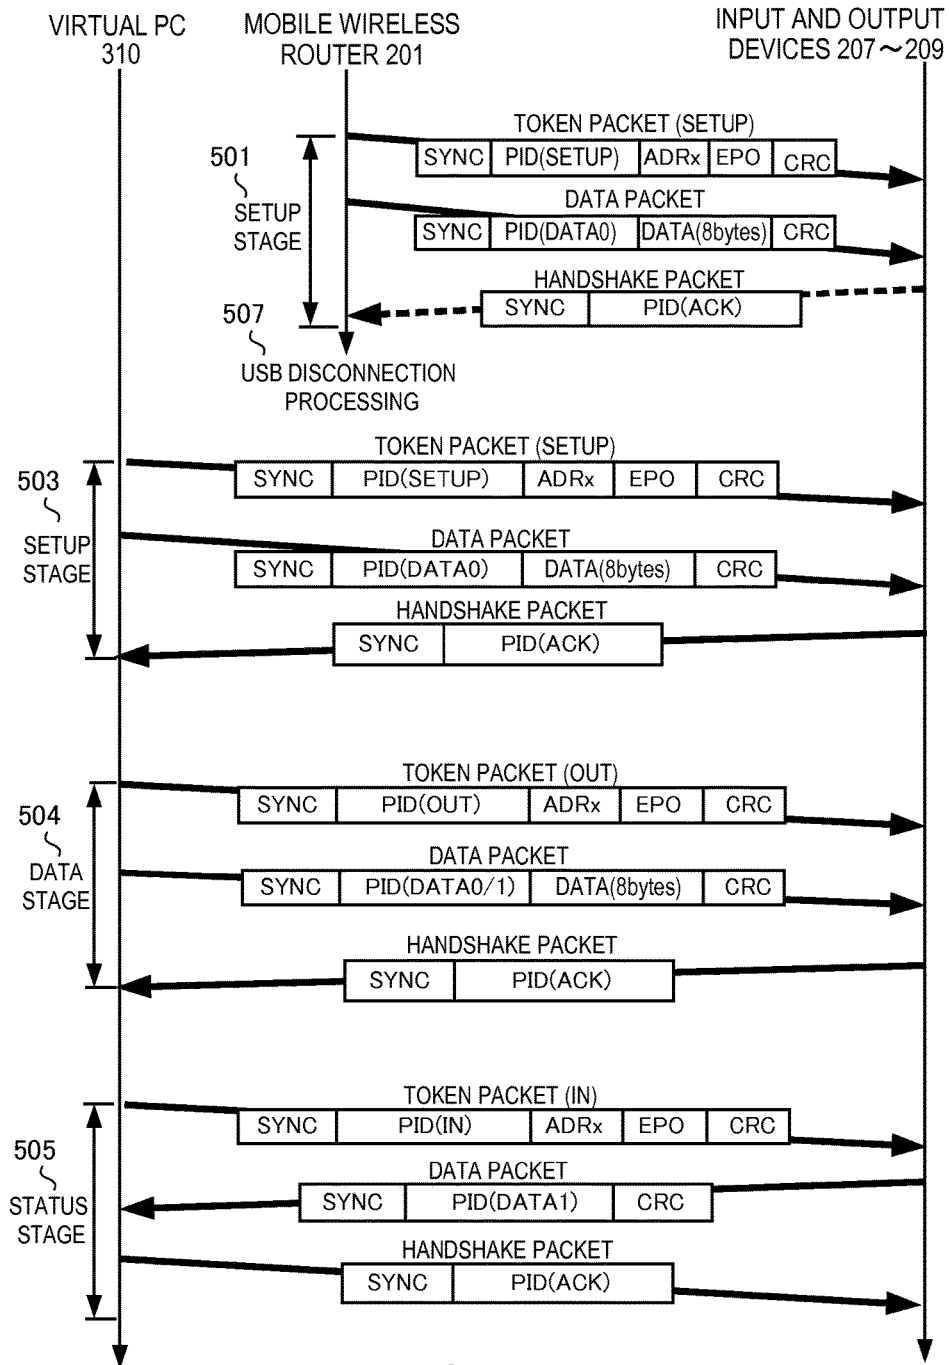 VIRTUAL PC
310
MOBILE WIRELESS
ROUTER 201
INPUT AND OUTPUT
DEVICES 207～209
TOKEN PACKET (SETUP)
SYNC PID(SETUP) ADRx EPO CRC
501
SETUP
STAGE
DATA PACKET
SYNC PID(DATA0) DATA(8bytes) CRC
HANDSHAKE PACKET
SYNC PID(ACK)
507
USB DISCONNECTION
PROCESSING
TOKEN PACKET (SETUP)
SYNC PID(SETUP) ADRx EPO CRC
503
SETUP
STAGE
DATA PACKET
SYNC PID(DATA0) DATA(8bytes) CRC
HANDSHAKE PACKET
SYNC PID(ACK)
TOKEN PACKET (OUT)
SYNC PID(OUT) ADRx EPO CRC
504
DATA
STAGE
DATA PACKET
SYNC PID(DATA0/1) DATA(8bytes) CRC
HANDSHAKE PACKET
SYNC PID(ACK)
TOKEN PACKET (IN)
SYNC PID(IN) ADRx EPO CRC
505
STATUS
STAGE
DATA PACKET
SYNC PID(DATA1) CRC
HANDSHAKE PACKET
SYNC PID(ACK)